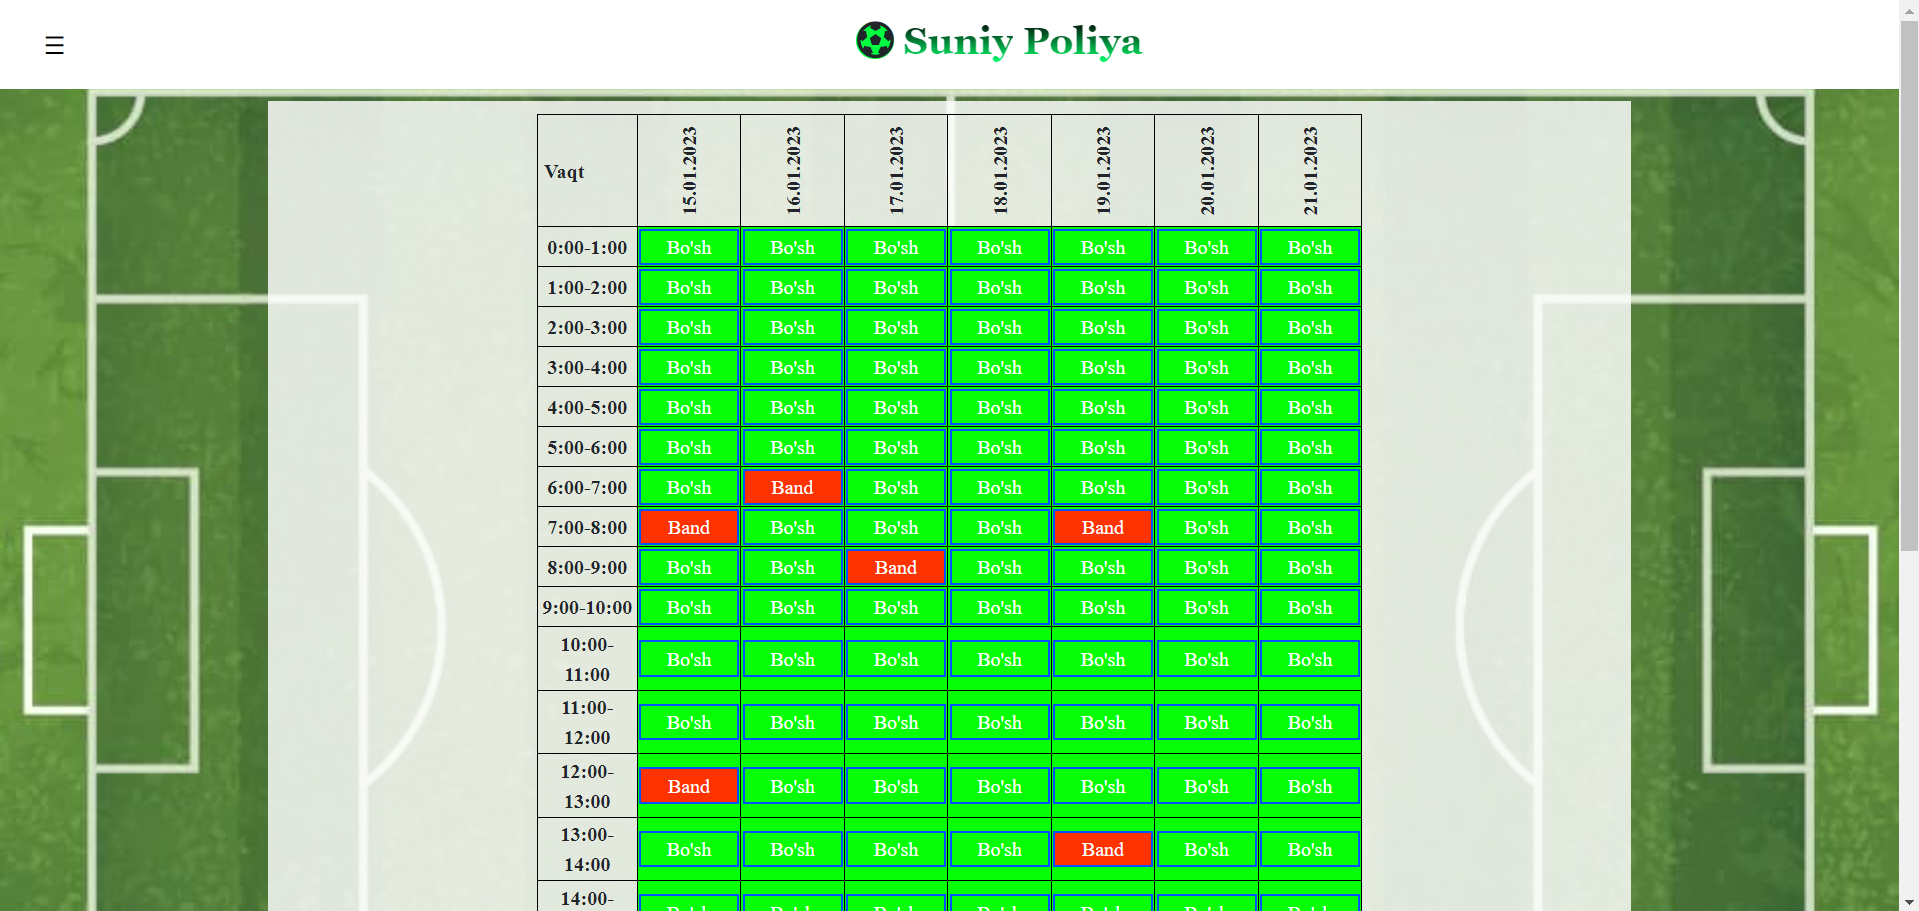 ☰
Suniy Poliya
Vaqt 15.01.2023 16.01.2023 17.01.2023 18.01.2023 19.01.2023 20.01.2023 21.01.2023
0:00-1:00 Bo'sh Bo'sh Bo'sh Bo'sh Bo'sh Bo'sh Bo'sh
1:00-2:00 Bo'sh Bo'sh Bo'sh Bo'sh Bo'sh Bo'sh Bo'sh
2:00-3:00 Bo'sh Bo'sh Bo'sh Bo'sh Bo'sh Bo'sh Bo'sh
3:00-4:00 Bo'sh Bo'sh Bo'sh Bo'sh Bo'sh Bo'sh Bo'sh
4:00-5:00 Bo'sh Bo'sh Bo'sh Bo'sh Bo'sh Bo'sh Bo'sh
5:00-6:00 Bo'sh Bo'sh Bo'sh Bo'sh Bo'sh Bo'sh Bo'sh
6:00-7:00 Bo'sh Band Bo'sh Bo'sh Bo'sh Bo'sh Bo'sh
7:00-8:00 Band Bo'sh Bo'sh Bo'sh Band Bo'sh Bo'sh
8:00-9:00 Bo'sh Bo'sh Band Bo'sh Bo'sh Bo'sh Bo'sh
9:00-10:00 Bo'sh Bo'sh Bo'sh Bo'sh Bo'sh Bo'sh Bo'sh
10:00-
11:00 Bo'sh Bo'sh Bo'sh Bo'sh Bo'sh Bo'sh Bo'sh
11:00-
12:00 Bo'sh Bo'sh Bo'sh Bo'sh Bo'sh Bo'sh Bo'sh
12:00-
13:00 Band Bo'sh Bo'sh Bo'sh Bo'sh Bo'sh Bo'sh
13:00-
14:00 Bo'sh Bo'sh Bo'sh Bo'sh Band Bo'sh Bo'sh
14:00-